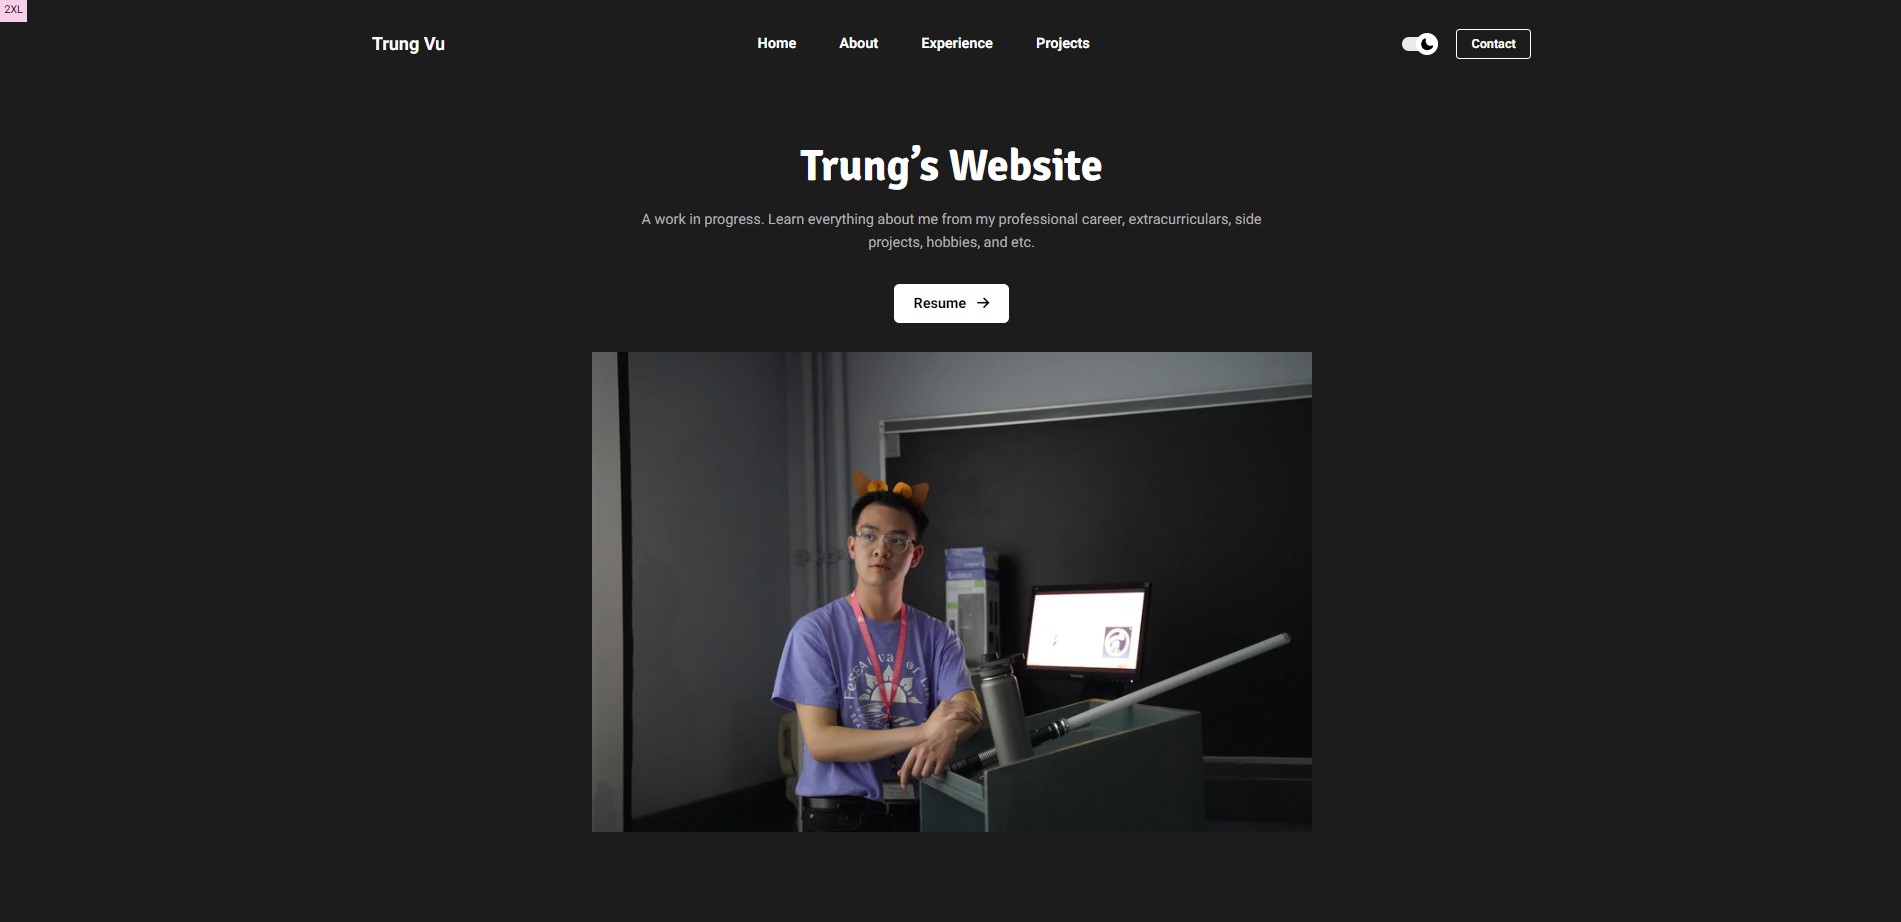 2XL
Trung Vu
Home
About
Experience
Projects
Contact
Trung’s Website
A work in progress. Learn everything about me from my professional career, extracurriculars, side
projects, hobbies, and etc.
Resume